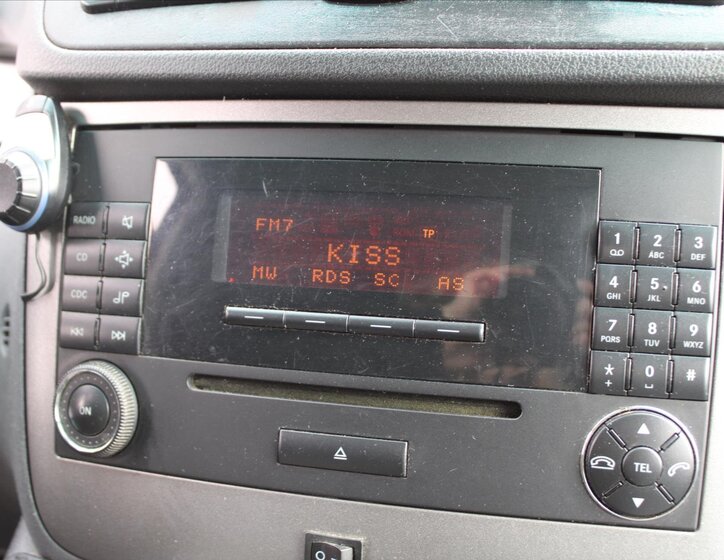 FM7
TP
KISS
MW RDS SC AS
RADIO
CD
CDC
ON
1
2 ABC
3 DEF
4 GHI
5 JKL
6 MNO
7 PQRS
8 TUV
9 WXYZ
* +
0
#
TEL